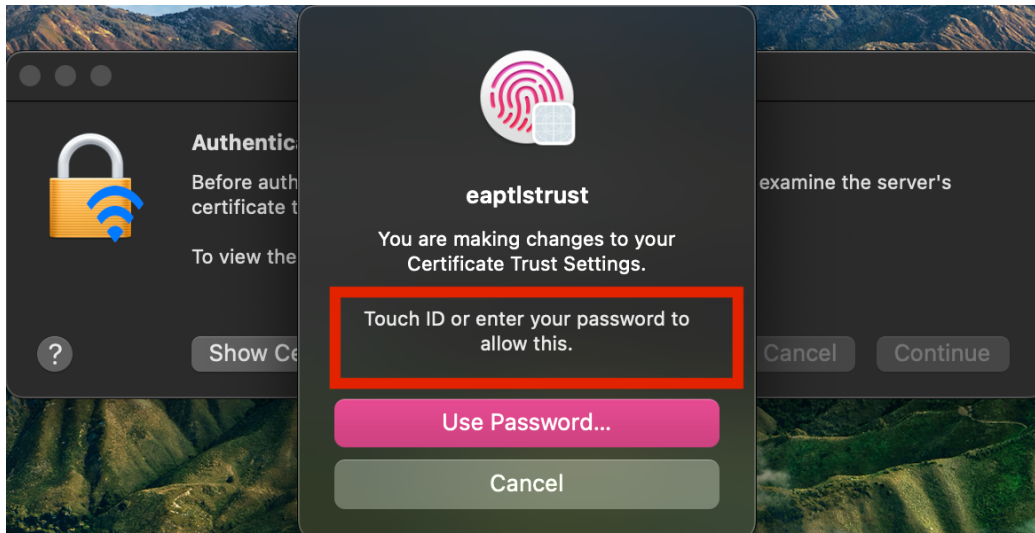 Authentic
Before auth
certificate t
To view the
examine the server's
eaptlstrust
You are making changes to your
Certificate Trust Settings.
Touch ID or enter your password to
allow this.
?
Show Ce
Cancel
Continue
Use Password...
Cancel